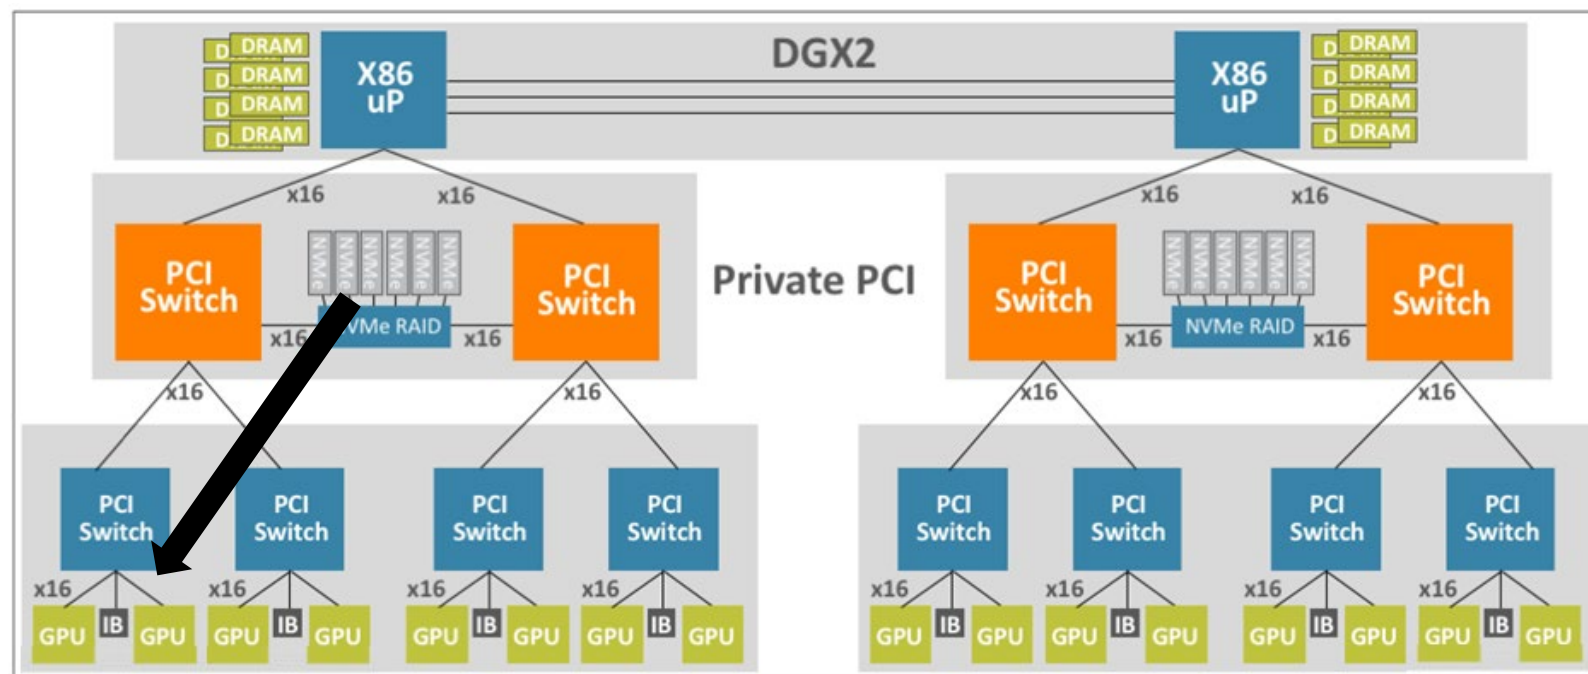 DGX2
DRAM
DRAM
DRAM
DRAM
X86
uP
X86
uP
DRAM
DRAM
DRAM
DRAM
x16
x16
x16
x16
PCI
Switch
NVMe
NVMe
NVMe
NVMe
NVMe
NVMe
PCI
Switch
Private PCI
PCI
Switch
NVMe
NVMe
NVMe
NVMe
NVMe
NVMe
PCI
Switch
x16
RAID
x16
x16
NVMe RAID
x16
x16
x16
x16
x16
PCI
Switch
PCI
Switch
PCI
Switch
PCI
Switch
PCI
Switch
PCI
Switch
PCI
Switch
PCI
Switch
x16
x16
x16
x16
x16
x16
x16
x16
GPU
IB
GPU
GPU
IB
GPU
GPU
IB
GPU
GPU
IB
GPU
GPU
IB
GPU
GPU
IB
GPU
GPU
IB
GPU
GPU
IB
GPU